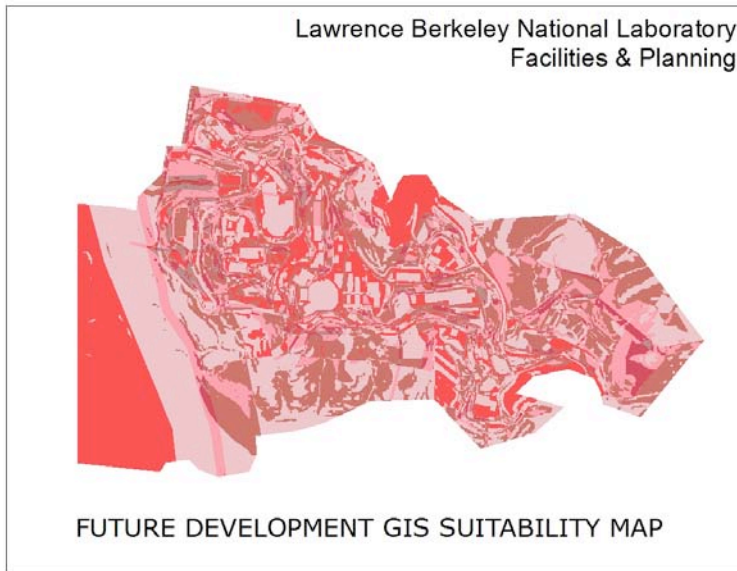 Lawrence Berkeley National Laboratory
Facilities & Planning
FUTURE DEVELOPMENT GIS SUITABILITY MAP